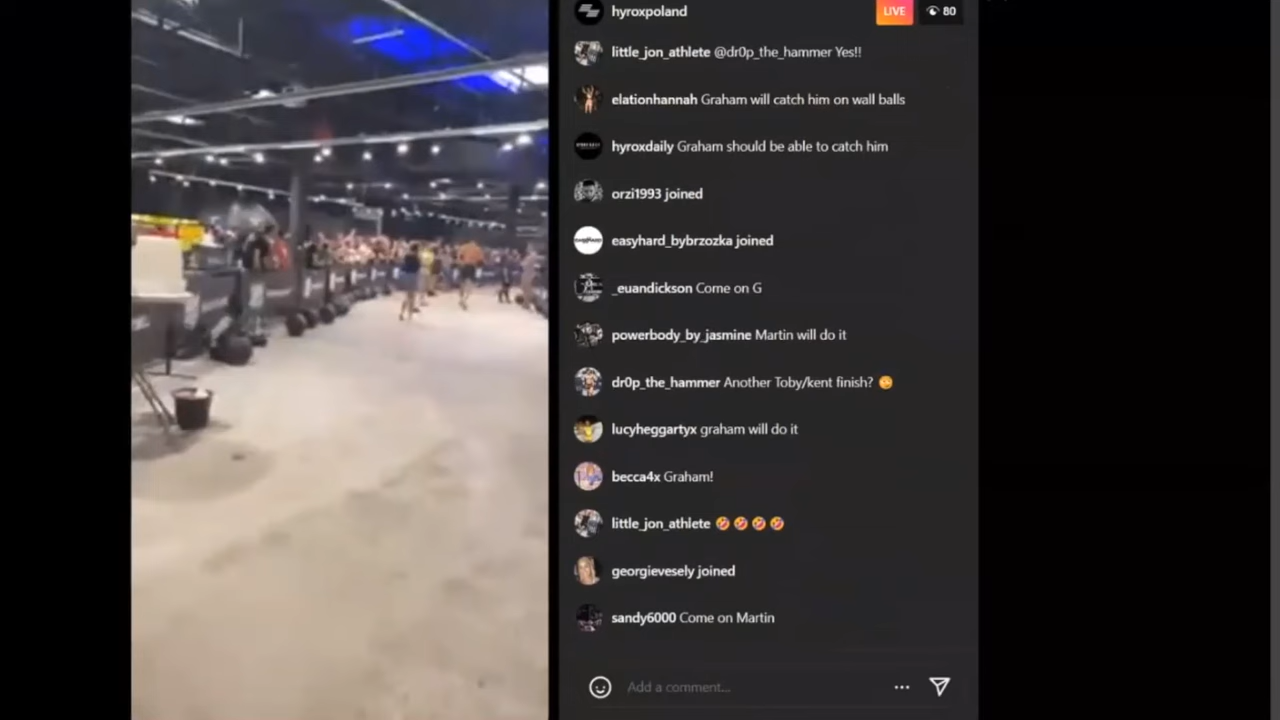 hyroxpoland
LIVE 80
little_jon_athlete @dr0p_the_hammer Yes!!
elationhannah Graham will catch him on wall balls
hyroxdaily Graham should be able to catch him
orzi1993 joined
easyhard_bybrzozka joined
_euandickson Come on G
powerbody_by_jasmine Martin will do it
dr0p_the_hammer Another Toby/kent finish? 😳
lucyheggartyx graham will do it
becca4x Graham!
little_jon_athlete 🤣🤣🤣🤣
georgievesely joined
sandy6000 Come on Martin
Add a comment...